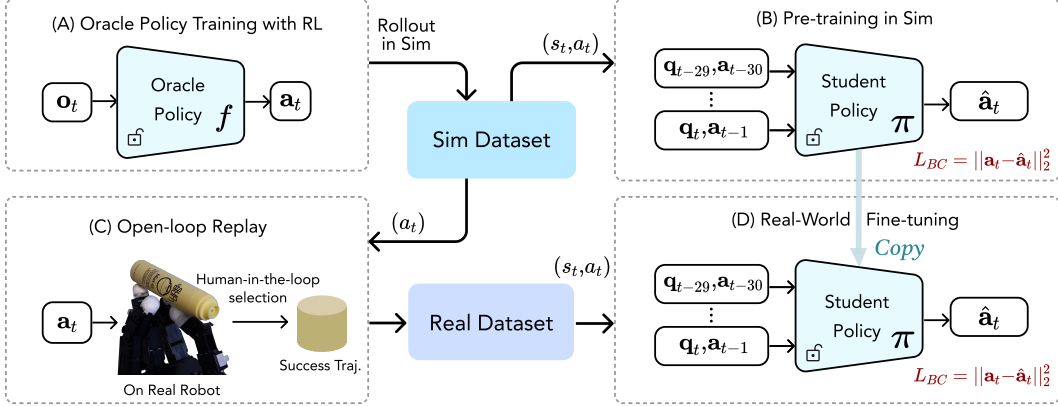 (A) Oracle Policy Training with RL
o_t
Oracle
Policy
f
a_t
Rollout
in Sim
(s_t,a_t)
Sim Dataset
(a_t)
(B) Pre-training in Sim
q_{t−29},a_{t−30}
⋮
q_t,a_{t−1}
Student
Policy
π
â_t
L_{BC} = ||a_t−â_t||_2^2
(C) Open-loop Replay
a_t
Human-in-the-loop
selection
Success Traj.
On Real Robot
(s_t,a_t)
Real Dataset
(D) Real-World Fine-tuning
Copy
q_{t−29},a_{t−30}
⋮
q_t,a_{t−1}
Student
Policy
π
â_t
L_{BC} = ||a_t−â_t||_2^2